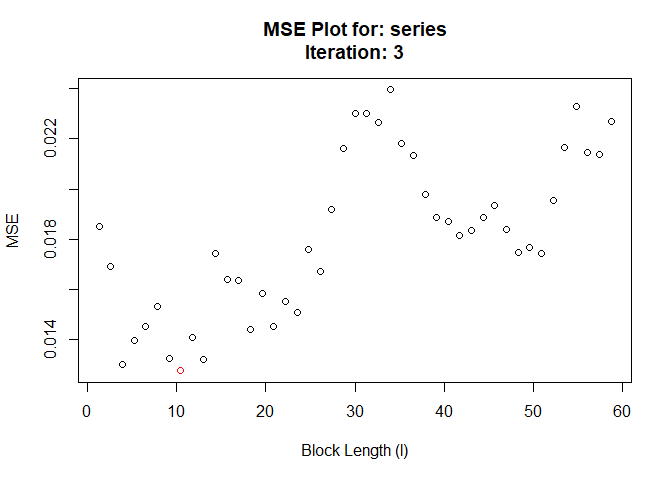 MSE Plot for: series
Iteration: 3
MSE
0.022
0.018
0.014
0 10 20 30 40 50 60
Block Length (l)